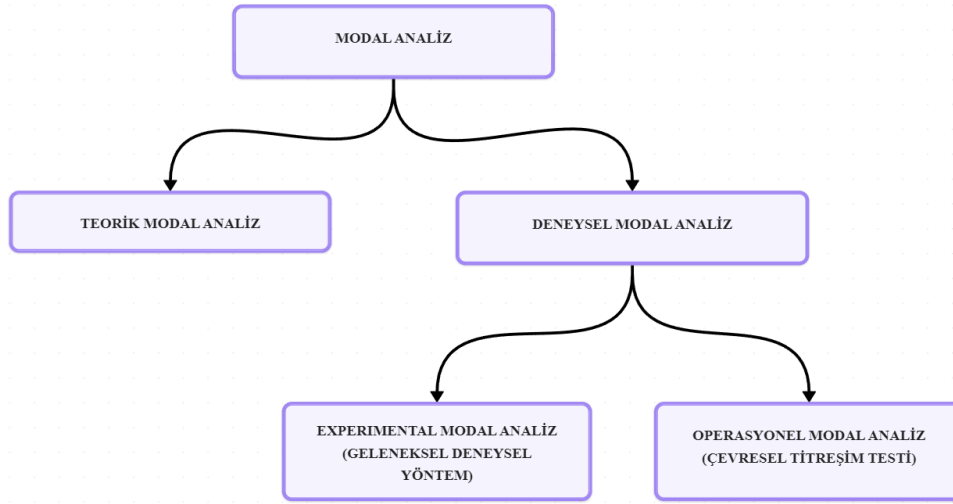 MODAL ANALİZ
TEORİK MODAL ANALİZ
DENEYSEL MODAL ANALİZ
EXPERIMENTAL MODAL ANALİZ
(GELENEKSEL DENEYSEL
YÖNTEM)
OPERASYONEL MODAL ANALİZ
(ÇEVRESEL TİTREŞİM TESTİ)